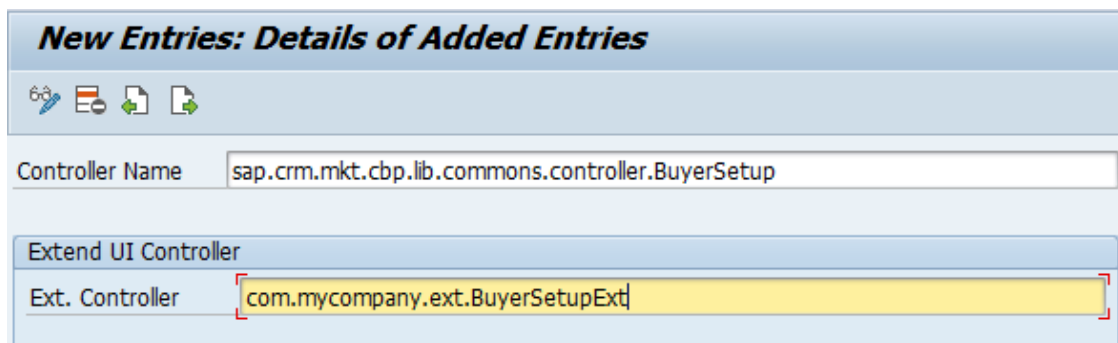 New Entries: Details of Added Entries
Controller Name sap.crm.mkt.cbp.lib.commons.controller.BuyerSetup
Extend UI Controller
Ext. Controller com.mycompany.ext.BuyerSetupExt